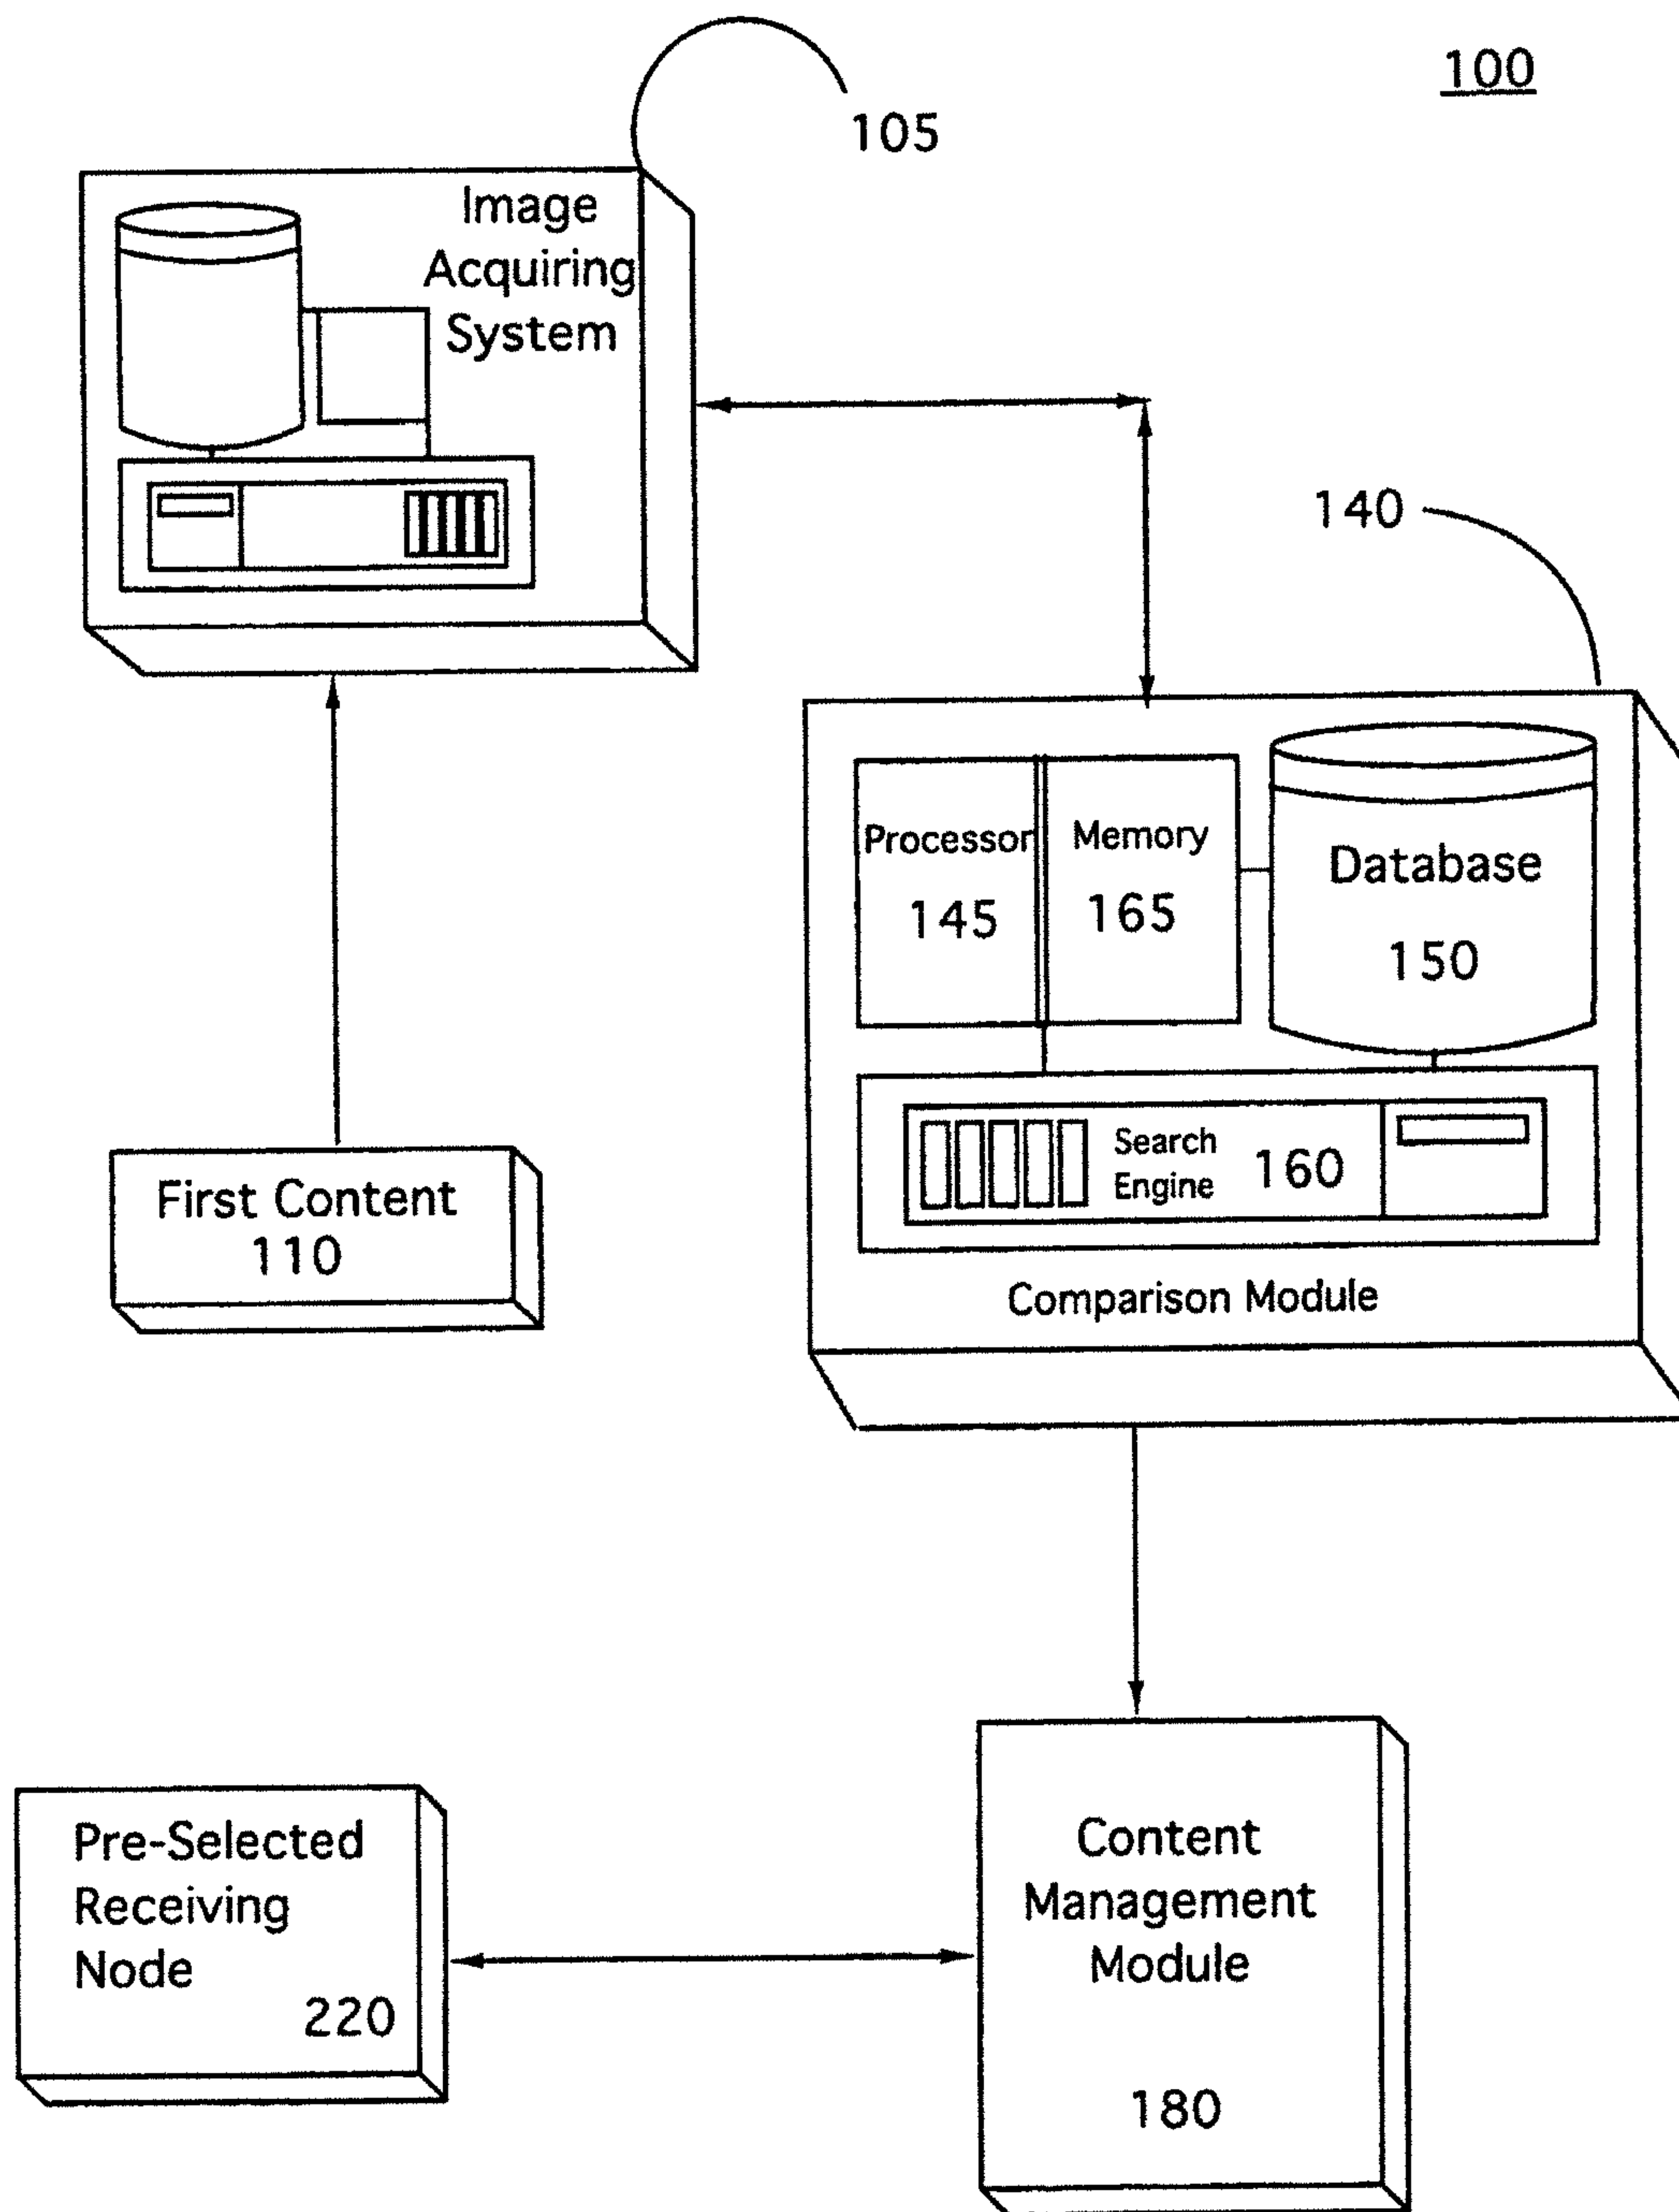 100
105
Image
Acquiring
System
140
Processor
145
Memory
165
Database
150
Search
Engine
160
Comparison Module
First Content
110
Content
Management
Module
180
Pre-Selected
Receiving
Node
220